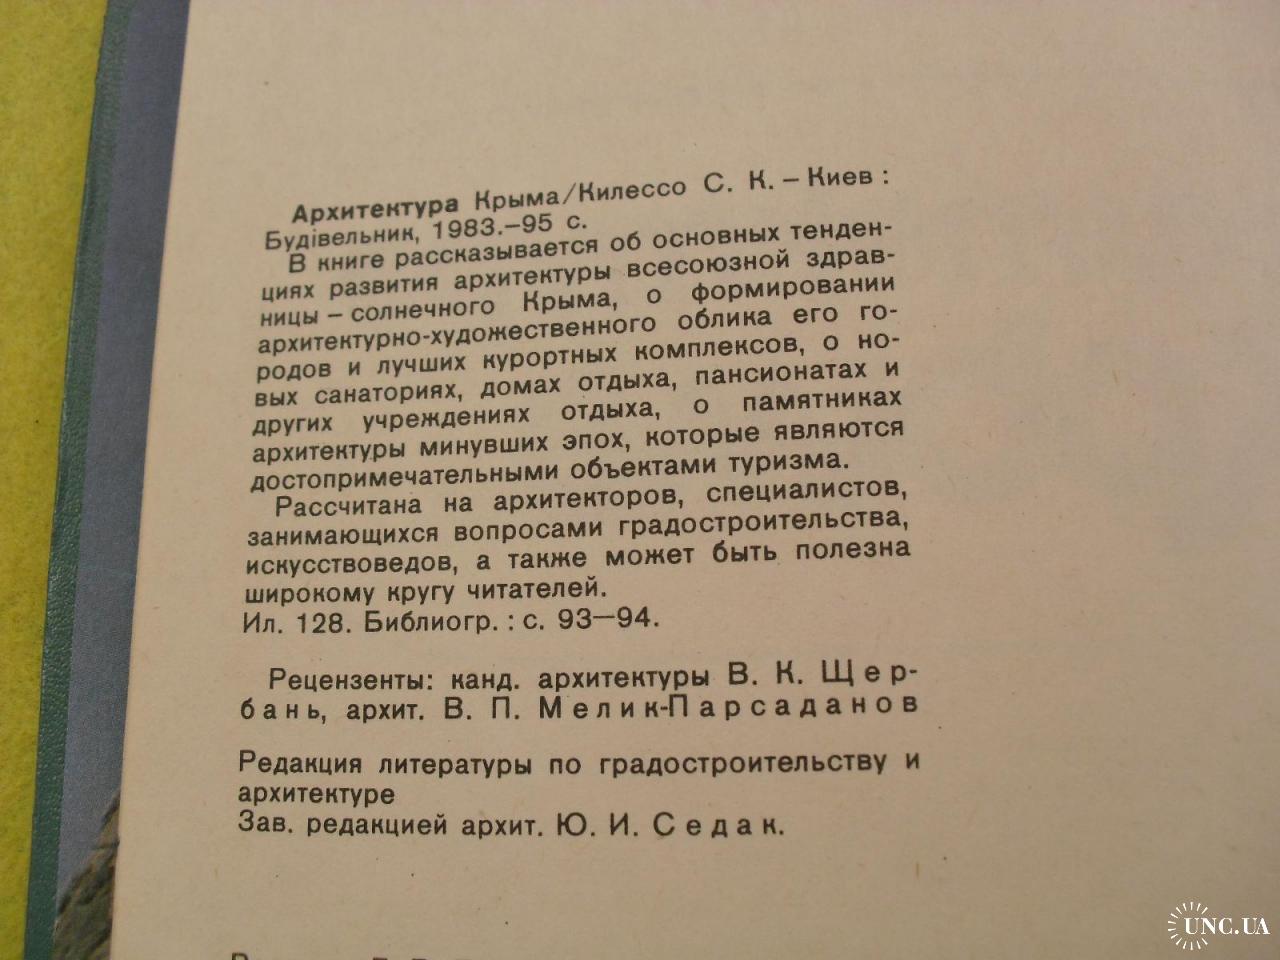 Архитектура Крыма/Килессо С. К. – Киев :
Будівельник, 1983.–95 с.
В книге рассказывается об основных тенден-
циях развития архитектуры всесоюзной здрав-
ницы – солнечного Крыма, о формировании
архитектурно-художественного облика его го-
родов и лучших курортных комплексов, о но-
вых санаториях, домах отдыха, пансионатах и
других учреждениях отдыха, о памятниках
архитектуры минувших эпох, которые являются
достопримечательными объектами туризма.
Рассчитана на архитекторов, специалистов,
занимающихся вопросами градостроительства,
искусствоведов, а также может быть полезна
широкому кругу читателей.
Ил. 128. Библиогр. : с. 93—94.
Рецензенты: канд. архитектуры В. К. Щер-
бань, архит. В. П. Мелик-Парсаданов
Редакция литературы по градостроительству и
архитектуре
Зав. редакцией архит. Ю. И. Седак.
UNC.UA